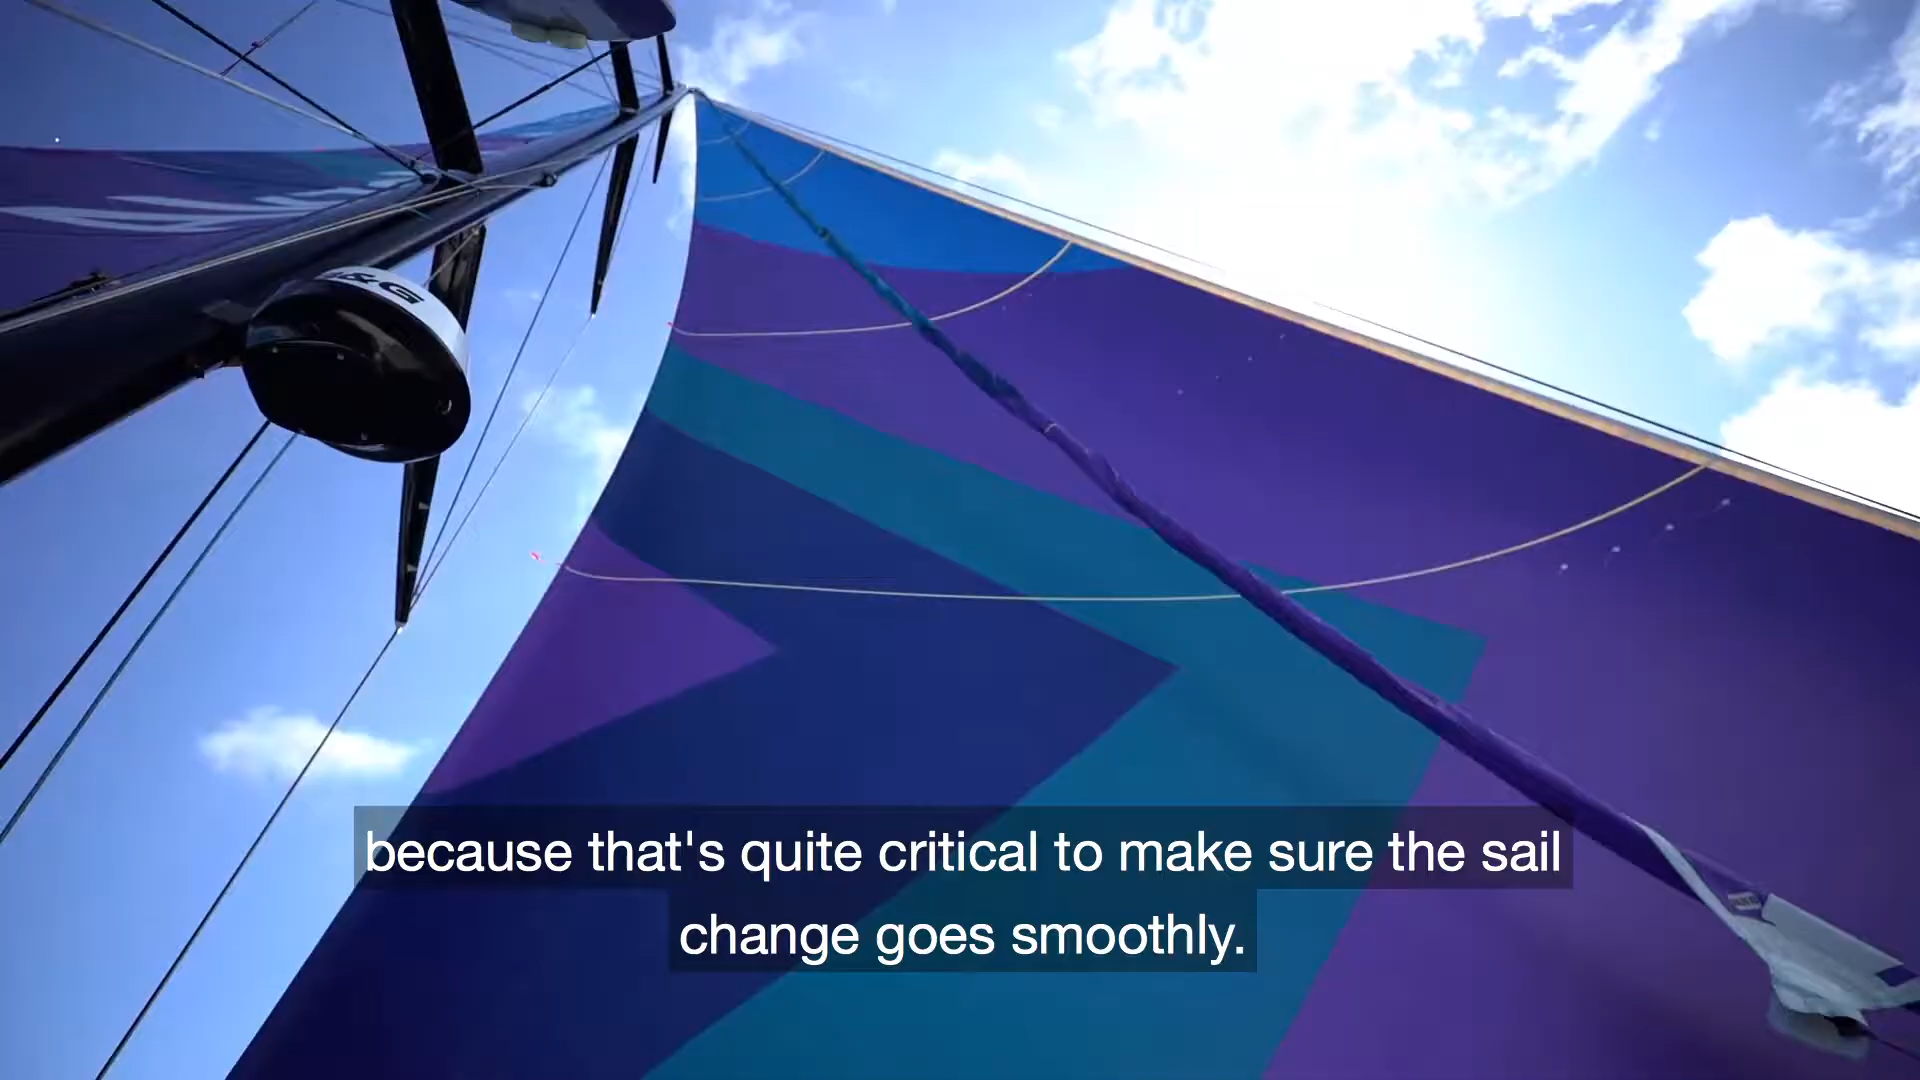 &G
because that's quite critical to make sure the sail
change goes smoothly.